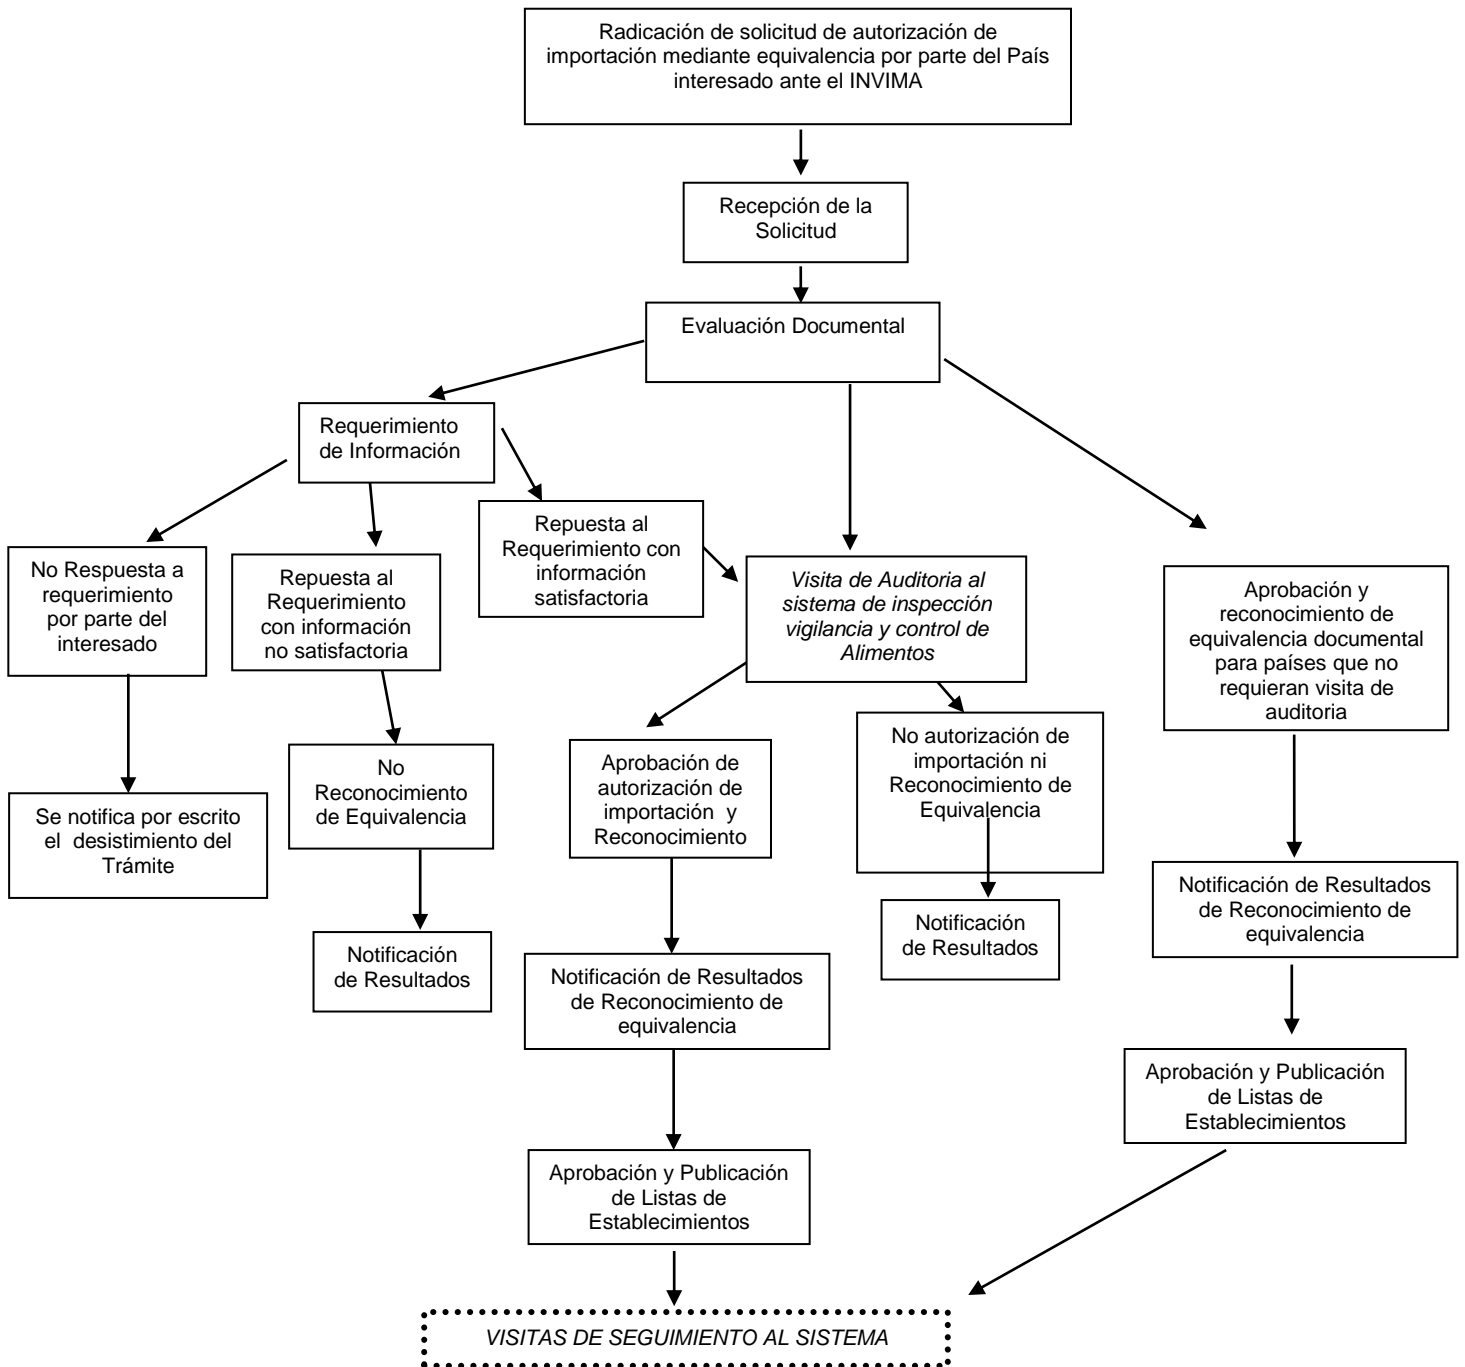 Radicación de solicitud de autorización de
importación mediante equivalencia por parte del País
interesado ante el INVIMA
Recepción de la
Solicitud
Evaluación Documental
Requerimiento
de Información
Repuesta al
Requerimiento con
información
satisfactoria
No Respuesta a
requerimiento
por parte del
interesado
Repuesta al
Requerimiento
con información
no satisfactoria
Visita de Auditoria al
sistema de inspección
vigilancia y control de
Alimentos
Aprobación y
reconocimiento de
equivalencia documental
para países que no
requieran visita de
auditoria
No
Reconocimiento
de Equivalencia
Aprobación de
autorización de
importación y
Reconocimiento
No autorización de
importación ni
Reconocimiento de
Equivalencia
Se notifica por escrito
el desistimiento del
Trámite
Notificación de Resultados
de Reconocimiento de
equivalencia
Notificación
de Resultados
Notificación
de Resultados
Notificación de Resultados
de Reconocimiento de
equivalencia
Aprobación y Publicación
de Listas de
Establecimientos
Aprobación y Publicación
de Listas de
Establecimientos
VISITAS DE SEGUIMIENTO AL SISTEMA